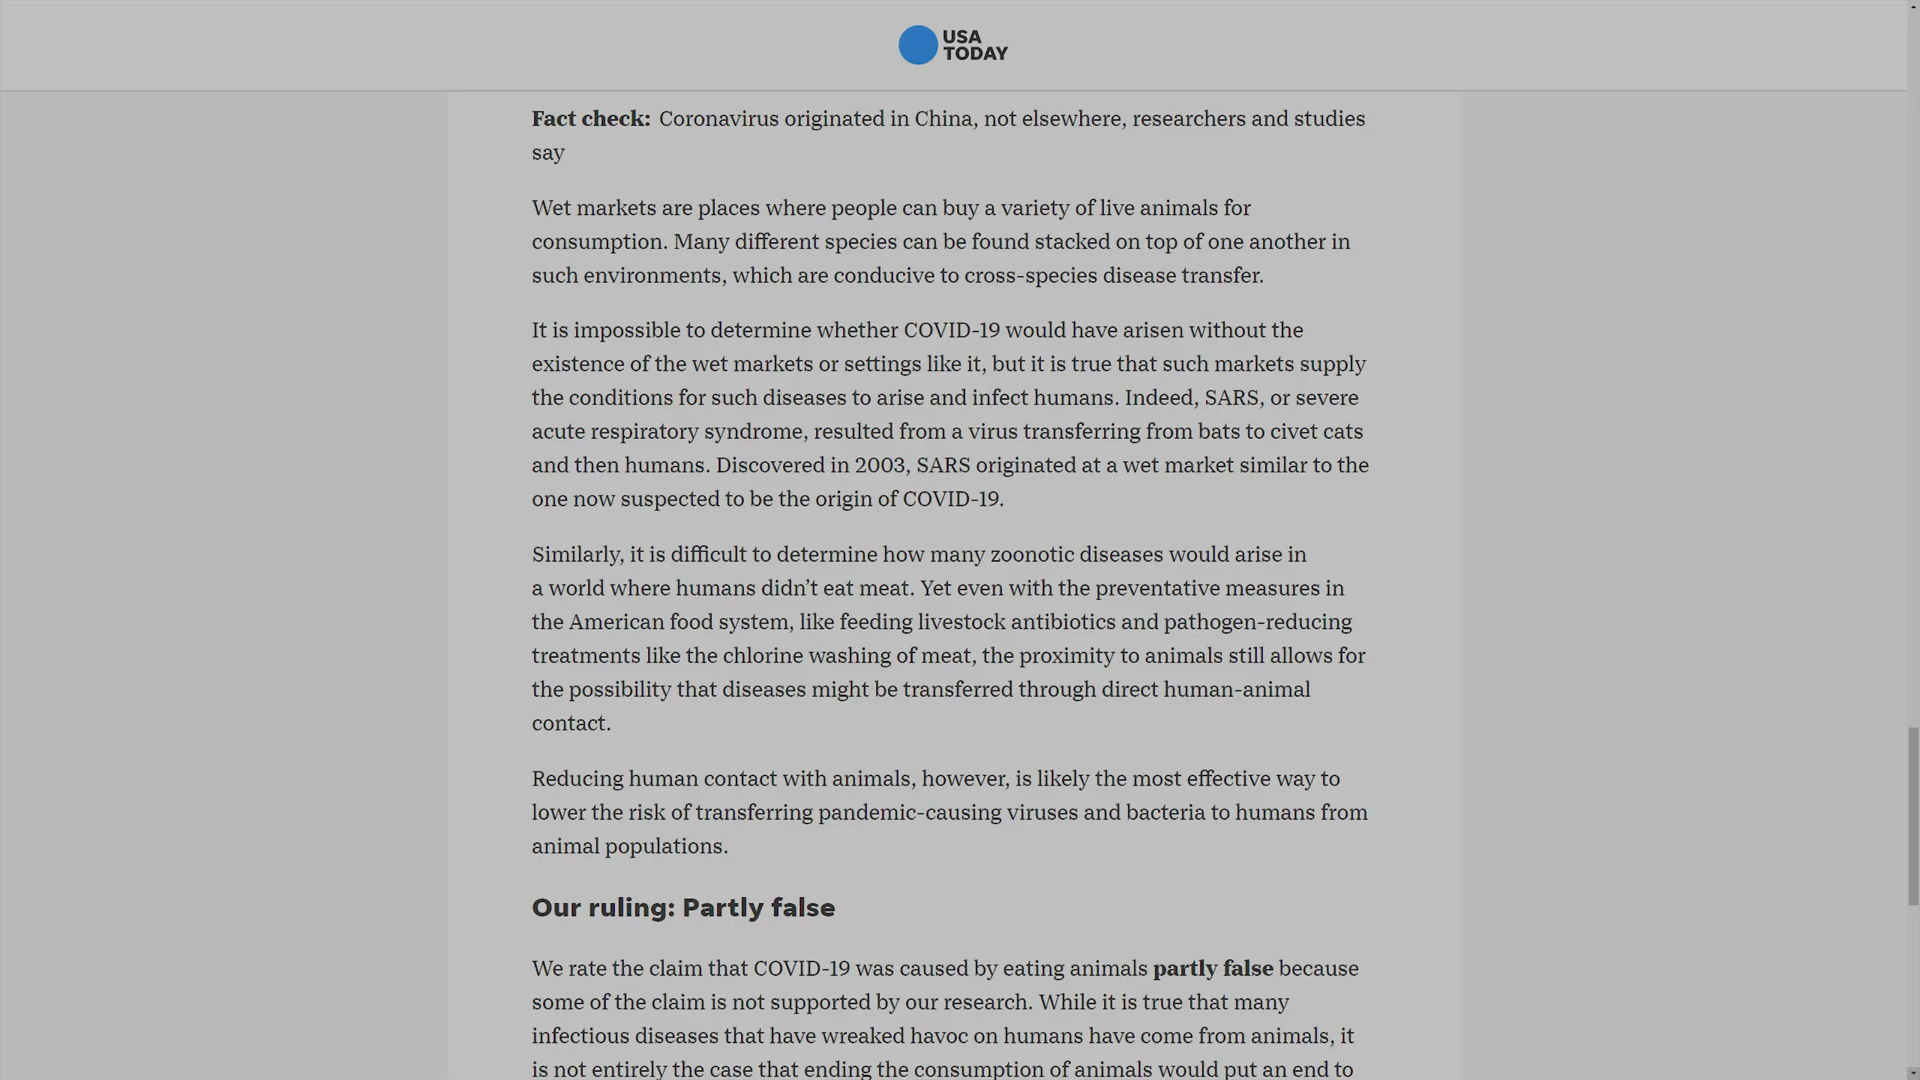 USA
TODAY
Fact check: Coronavirus originated in China, not elsewhere, researchers and studies
say
Wet markets are places where people can buy a variety of live animals for
consumption. Many different species can be found stacked on top of one another in
such environments, which are conducive to cross-species disease transfer.
It is impossible to determine whether COVID-19 would have arisen without the
existence of the wet markets or settings like it, but it is true that such markets supply
the conditions for such diseases to arise and infect humans. Indeed, SARS, or severe
acute respiratory syndrome, resulted from a virus transferring from bats to civet cats
and then humans. Discovered in 2003, SARS originated at a wet market similar to the
one now suspected to be the origin of COVID-19.
Similarly, it is difficult to determine how many zoonotic diseases would arise in
a world where humans didn’t eat meat. Yet even with the preventative measures in
the American food system, like feeding livestock antibiotics and pathogen-reducing
treatments like the chlorine washing of meat, the proximity to animals still allows for
the possibility that diseases might be transferred through direct human-animal
contact.
Reducing human contact with animals, however, is likely the most effective way to
lower the risk of transferring pandemic-causing viruses and bacteria to humans from
animal populations.
Our ruling: Partly false
We rate the claim that COVID-19 was caused by eating animals partly false because
some of the claim is not supported by our research. While it is true that many
infectious diseases that have wreaked havoc on humans have come from animals, it
is not entirely the case that ending the consumption of animals would put an end to